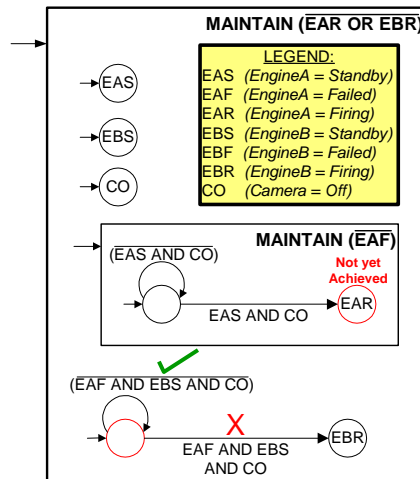 MAINTAIN (EAR OR EBR)
LEGEND:
EAS (EngineA = Standby)
EAF (EngineA = Failed)
EAR (EngineA = Firing)
EBS (EngineB = Standby)
EBF (EngineB = Failed)
EBR (EngineB = Firing)
CO (Camera = Off)
EAS
EBS
CO
MAINTAIN (EAF)
(EAS AND CO)
Not yet
Achieved
EAR
EAS AND CO
(EAF AND EBS AND CO)
X
EBR
EAF AND EBS
AND CO